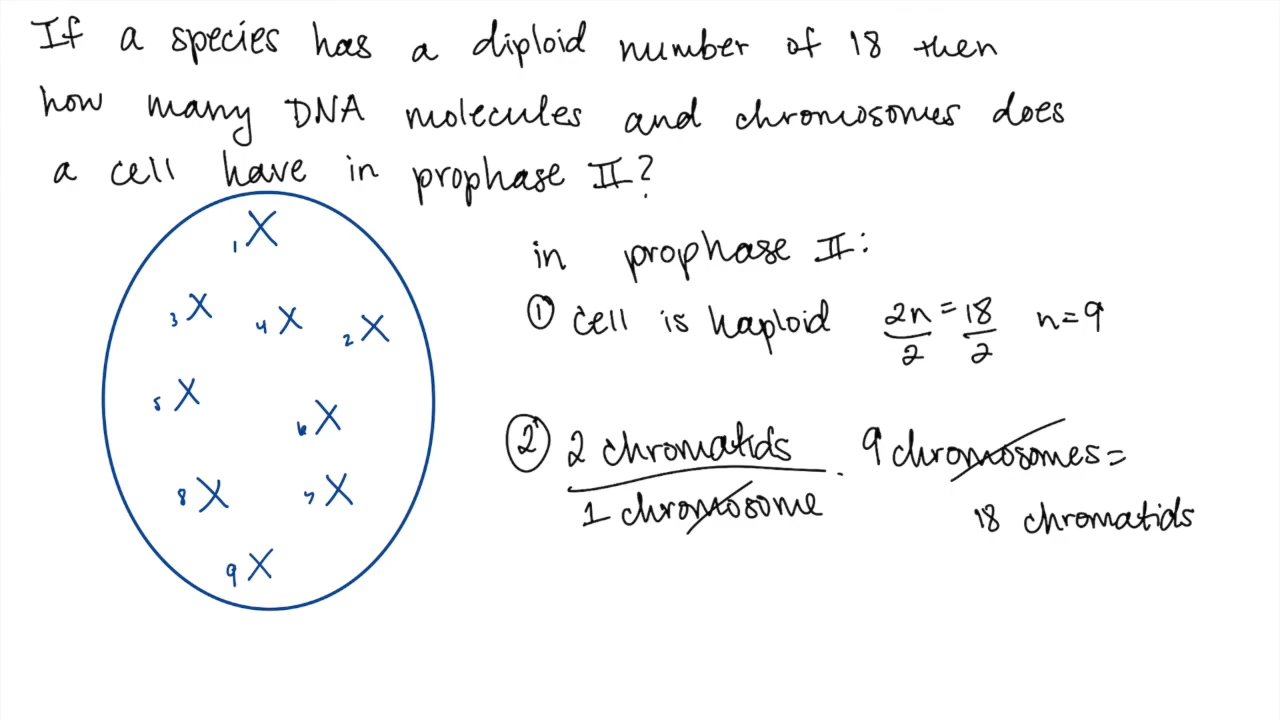 If a species has a diploid number of 18 then
how many DNA molecules and chromosomes does
a cell have in prophase II?
in prophase II:
① cell is haploid 2n = 18 n=9
2 2
② 2 chromatids . 9 chromosomes =
1 chromosome
18 chromatids
1 X
3 X
4 X
2 X
5 X
6 X
8 X
7 X
9 X